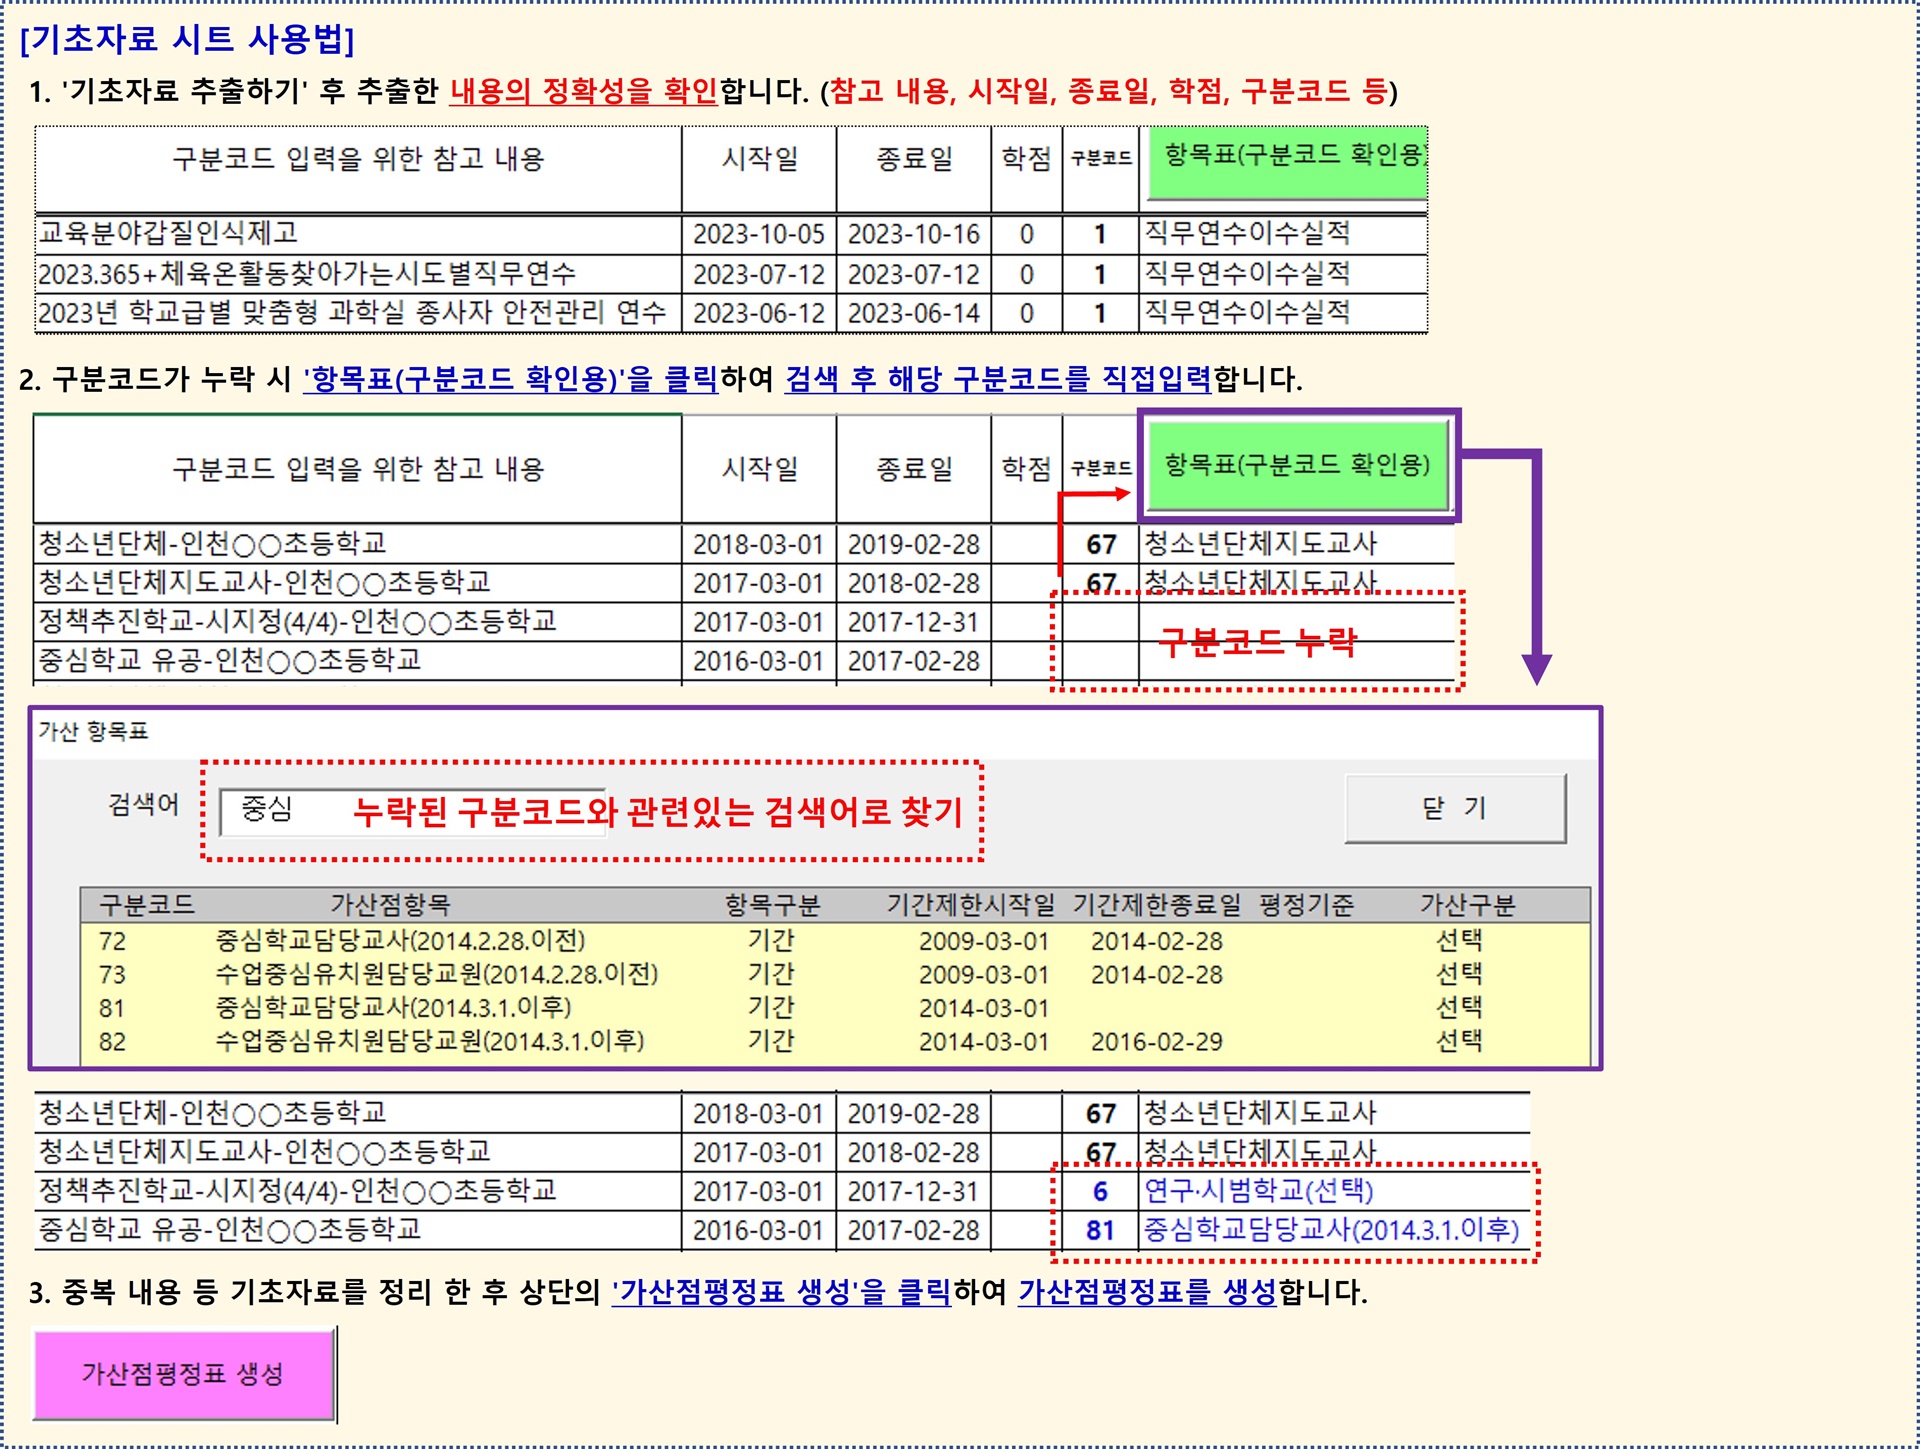 [기초자료 시트 사용법]
1. '기초자료 추출하기' 후 추출한 내용의 정확성을 확인합니다. (참고 내용, 시작일, 종료일, 학점, 구분코드 등)
구분코드 입력을 위한 참고 내용 시작일 종료일 학점 구분코드 항목표(구분코드 확인용)
교육분야갑질인식제고 2023-10-05 2023-10-16 0 1 직무연수이수실적
2023.365+체육온활동찾아가는시도별직무연수 2023-07-12 2023-07-12 0 1 직무연수이수실적
2023년 학교급별 맞춤형 과학실 종사자 안전관리 연수 2023-06-12 2023-06-14 0 1 직무연수이수실적
2. 구분코드가 누락 시 '항목표(구분코드 확인용)'을 클릭하여 검색 후 해당 구분코드를 직접입력합니다.
구분코드 입력을 위한 참고 내용 시작일 종료일 학점 구분코드 항목표(구분코드 확인용)
청소년단체-인천○○초등학교 2018-03-01 2019-02-28 67 청소년단체지도교사
청소년단체지도교사-인천○○초등학교 2017-03-01 2018-02-28 67 청소년단체지도교사
정책추진학교-시지정(4/4)-인천○○초등학교 2017-03-01 2017-12-31
구분코드 누락
중심학교 유공-인천○○초등학교 2016-03-01 2017-02-28
가산 항목표
검색어 중심 누락된 구분코드와 관련있는 검색어로 찾기 닫 기
구분코드 가산점항목 항목구분 기간제한시작일 기간제한종료일 평정기준 가산구분
72 중심학교담당교사(2014.2.28.이전) 기간 2009-03-01 2014-02-28 선택
73 수업중심유치원담당교원(2014.2.28.이전) 기간 2009-03-01 2014-02-28 선택
81 중심학교담당교사(2014.3.1.이후) 기간 2014-03-01 선택
82 수업중심유치원담당교원(2014.3.1.이후) 기간 2014-03-01 2016-02-29 선택
청소년단체-인천○○초등학교 2018-03-01 2019-02-28 67 청소년단체지도교사
청소년단체지도교사-인천○○초등학교 2017-03-01 2018-02-28 67 청소년단체지도교사
정책추진학교-시지정(4/4)-인천○○초등학교 2017-03-01 2017-12-31 6 연구·시범학교(선택)
중심학교 유공-인천○○초등학교 2016-03-01 2017-02-28 81 중심학교담당교사(2014.3.1.이후)
3. 중복 내용 등 기초자료를 정리 한 후 상단의 '가산점평정표 생성'을 클릭하여 가산점평정표를 생성합니다.
가산점평정표 생성